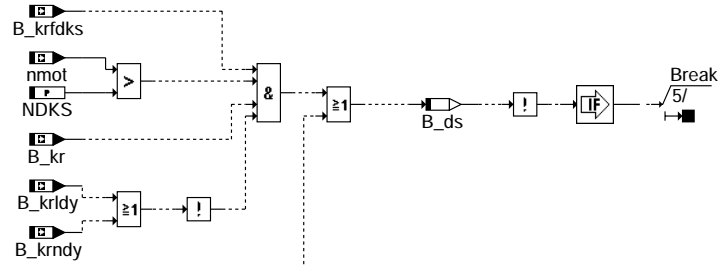 B_krfdks
nmot
>
P
NDKS
&
≥1
B_kr
B_ds
!
IF
Break
5/
B_krldy
≥1
!
B_krndy